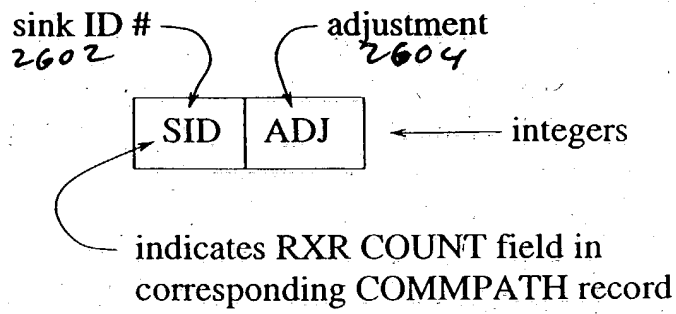 sink ID # adjustment
2602 2604
SID ADJ integers
indicates RXR COUNT field in
corresponding COMMPATH record